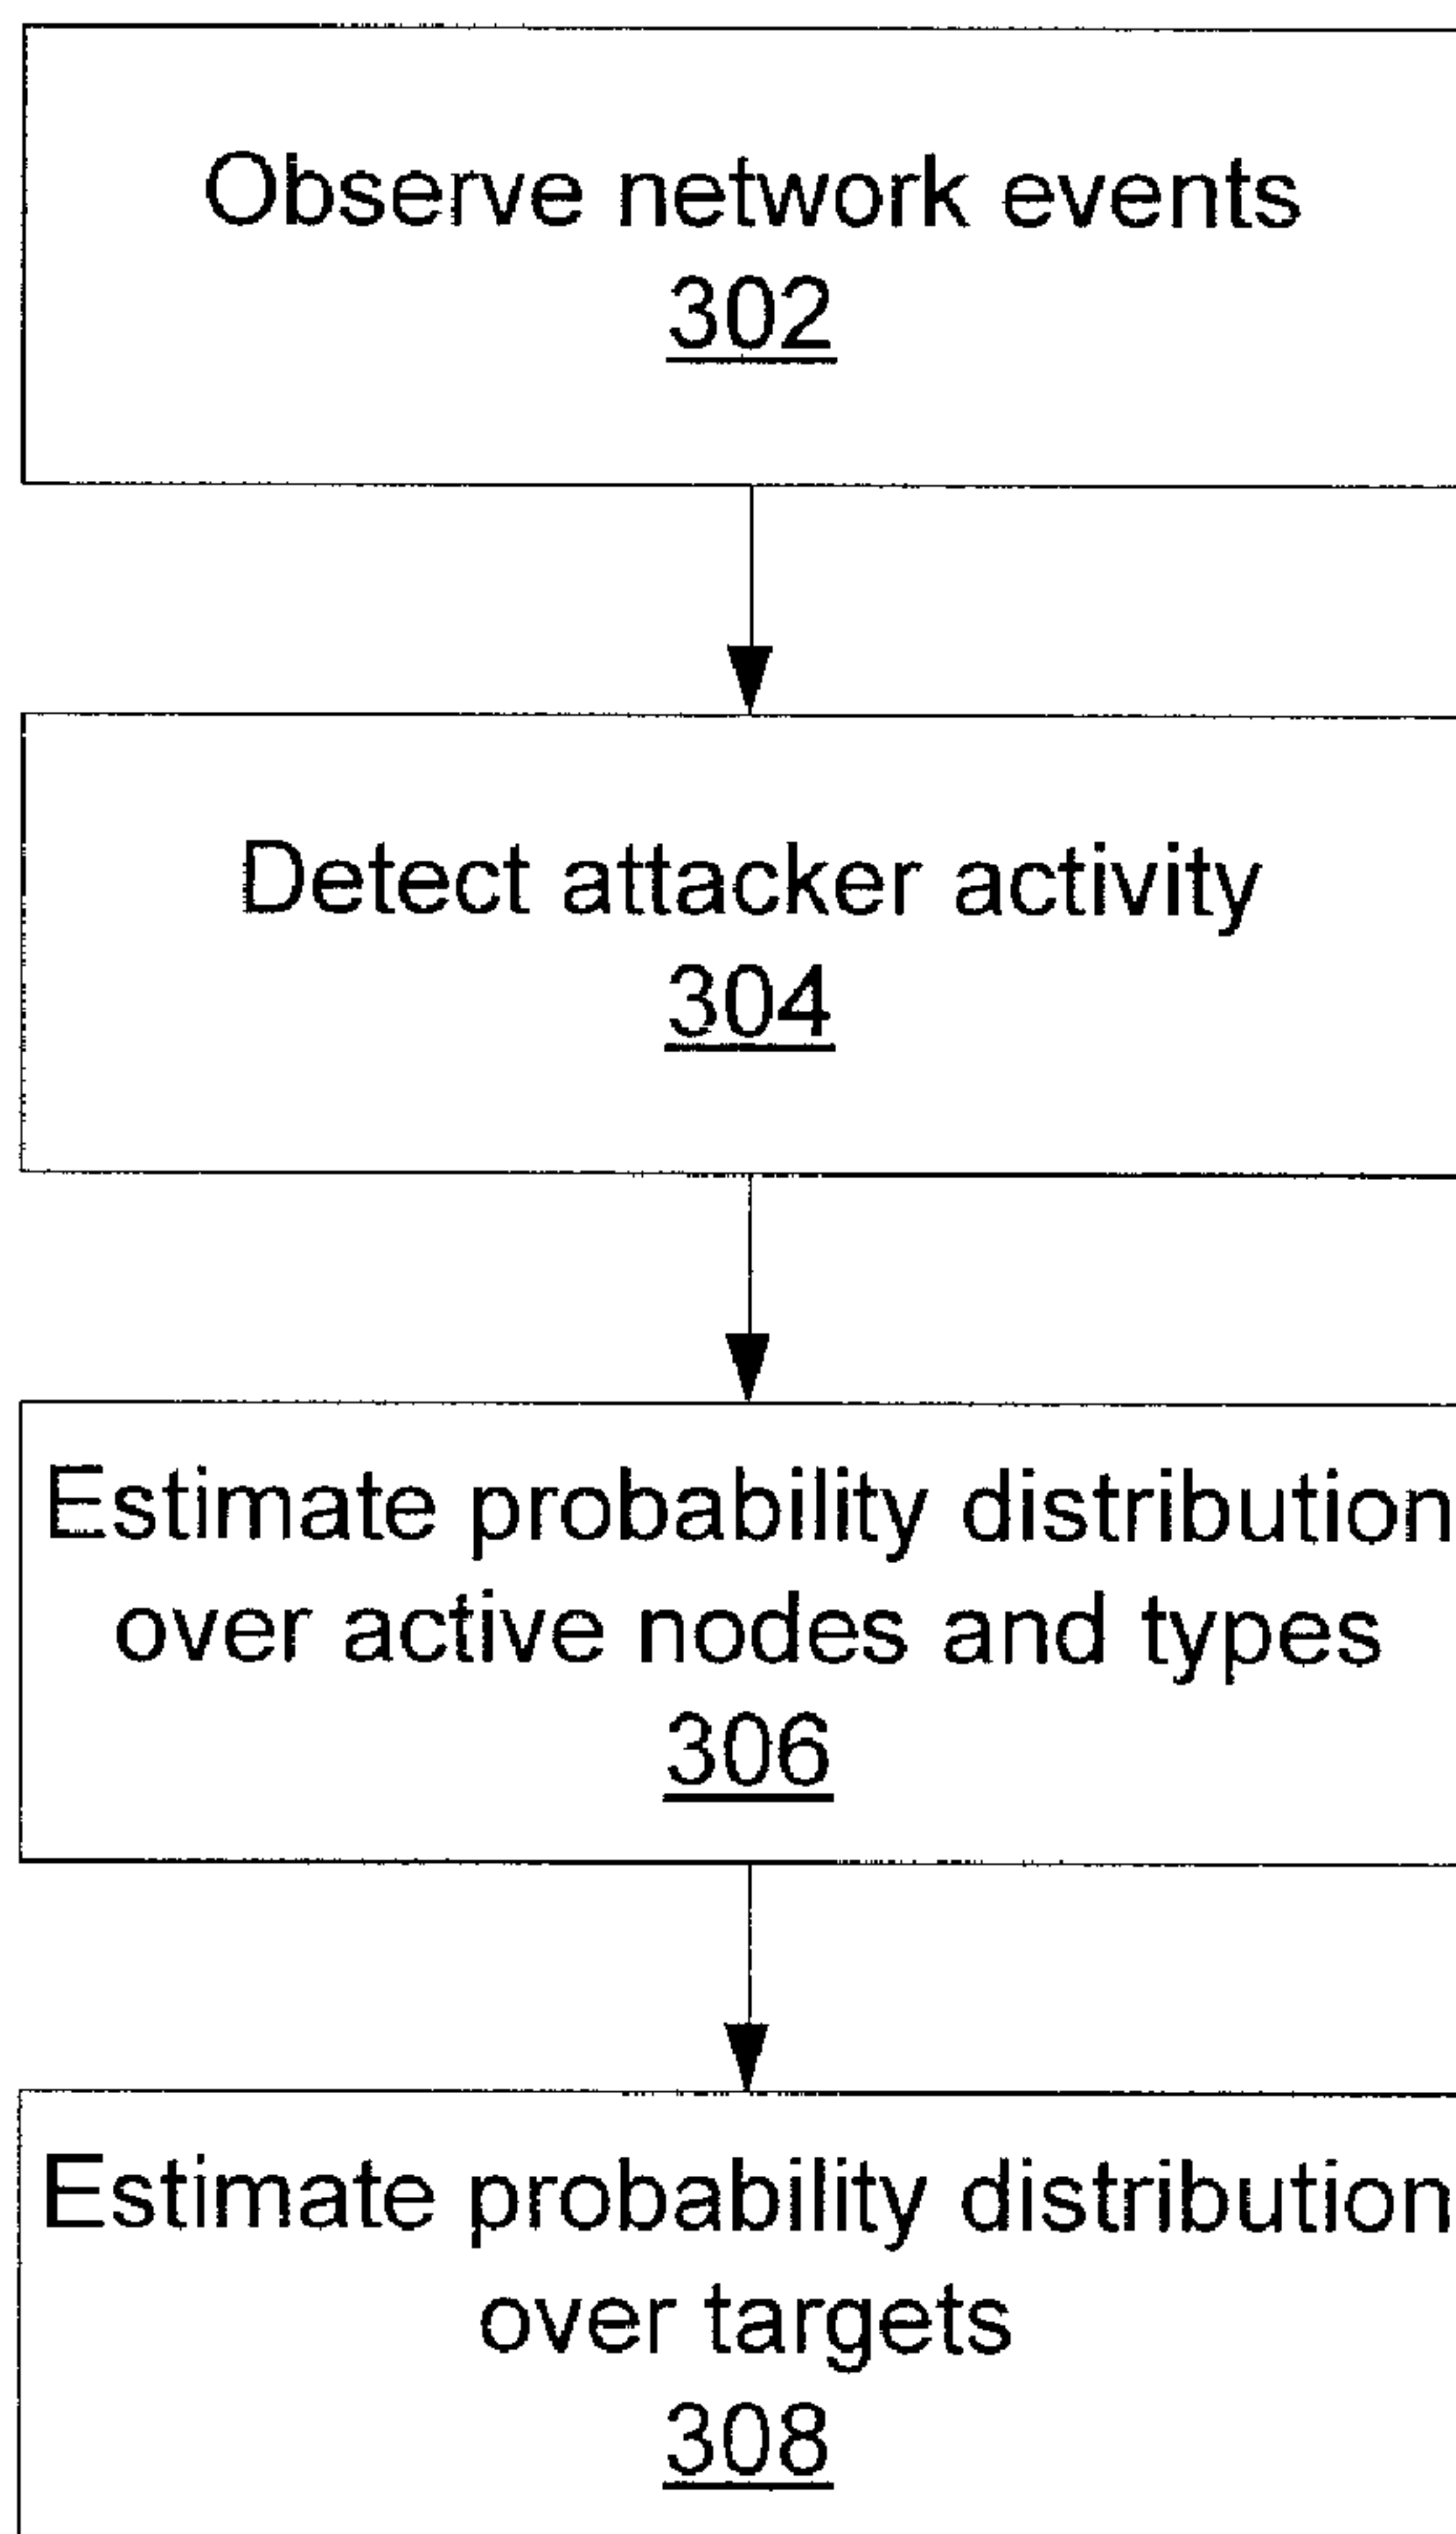 Observe network events
302
Detect attacker activity
304
Estimate probability distribution
over active nodes and types
306
Estimate probability distribution
over targets
308